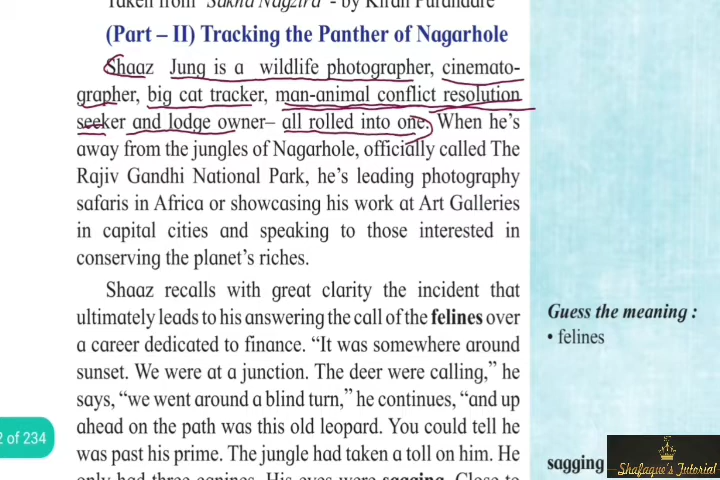 Taken from 'Sakha Nagzira' - by Kiran Purandare
(Part – II) Tracking the Panther of Nagarhole
Shaaz Jung is a wildlife photographer, cinemato-
grapher, big cat tracker, man-animal conflict resolution
seeker and lodge owner– all rolled into one. When he's
away from the jungles of Nagarhole, officially called The
Rajiv Gandhi National Park, he's leading photography
safaris in Africa or showcasing his work at Art Galleries
in capital cities and speaking to those interested in
conserving the planet's riches.
Shaaz recalls with great clarity the incident that
ultimately leads to his answering the call of the felines over
a career dedicated to finance. “It was somewhere around
sunset. We were at a junction. The deer were calling,” he
says, “we went around a blind turn,” he continues, “and up
ahead on the path was this old leopard. You could tell he
was past his prime. The jungle had taken a toll on him. He
only had three canines. His eyes were sagging. Close to
Guess the meaning :
• felines
sagging
2 of 234
Shafaque's Tutorial